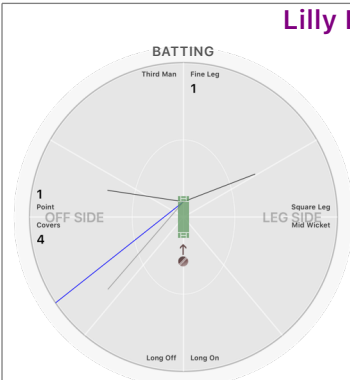 Lilly
BATTING
Third Man Fine Leg
1
1
Point Square Leg
OFF SIDE LEG SIDE
Covers Mid Wicket
4
Long Off Long On